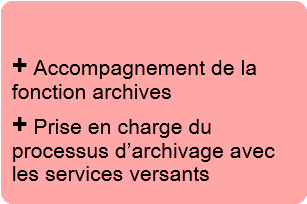 + Accompagnement de la
fonction archives
+ Prise en charge du
processus d’archivage avec
les services versants